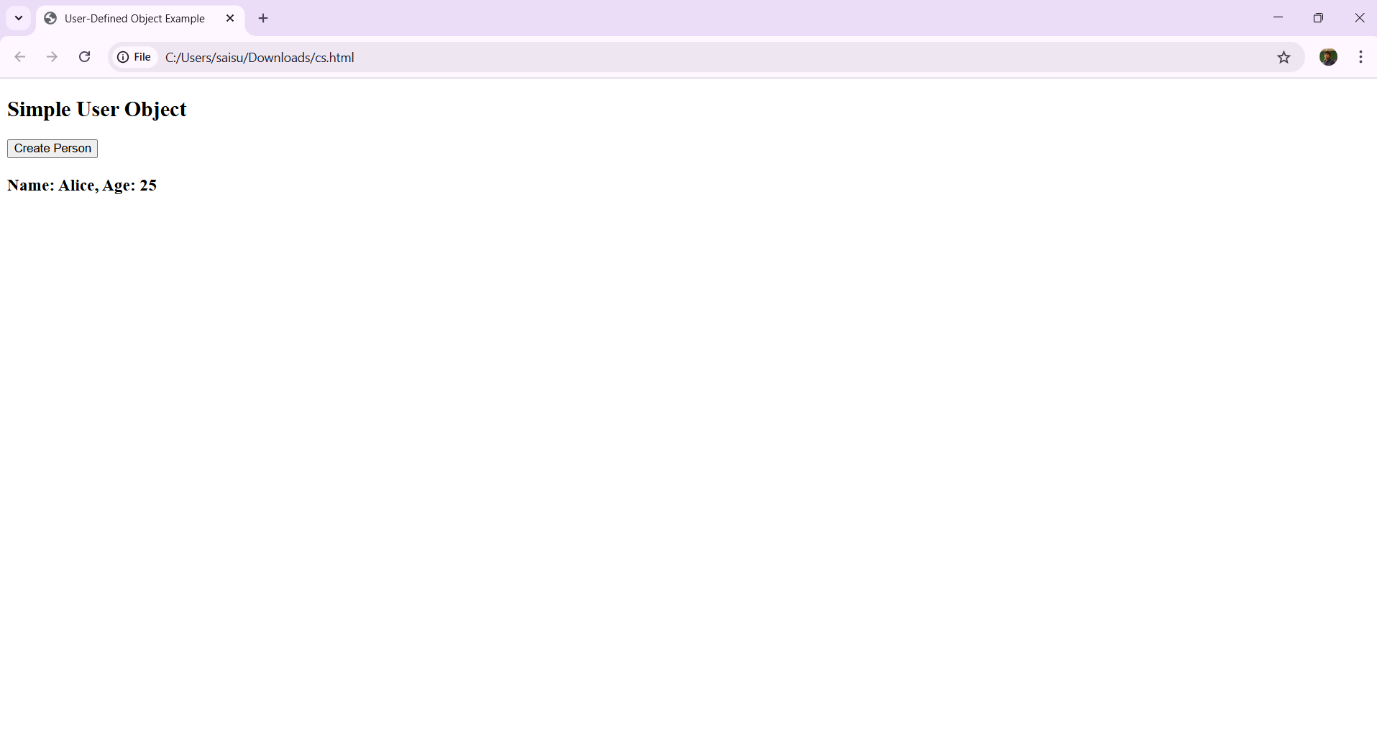 User-Defined Object Example
File C:/Users/saisu/Downloads/cs.html
Simple User Object
Create Person
Name: Alice, Age: 25